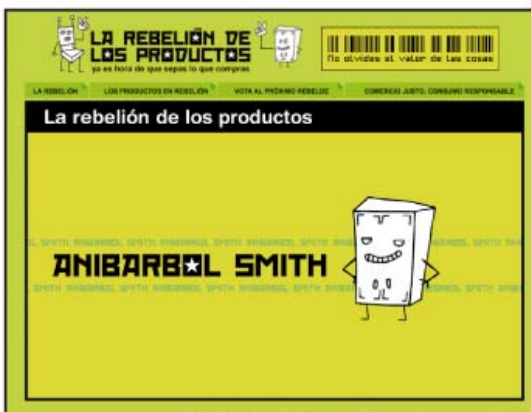 LA REBELIÓN DE
LOS PRODUCTOS
ya es hora de que sepas lo que compras
No olvides el valor de las cosas
LA REBELIÓN
LOS PRODUCTOS EN REBELIÓN
VOTA AL PRÓXIMO REBELDE
COMERCIO JUSTO, CONSUMO RESPONSABLE
La rebelión de los productos
ANIBARBOL SMITH